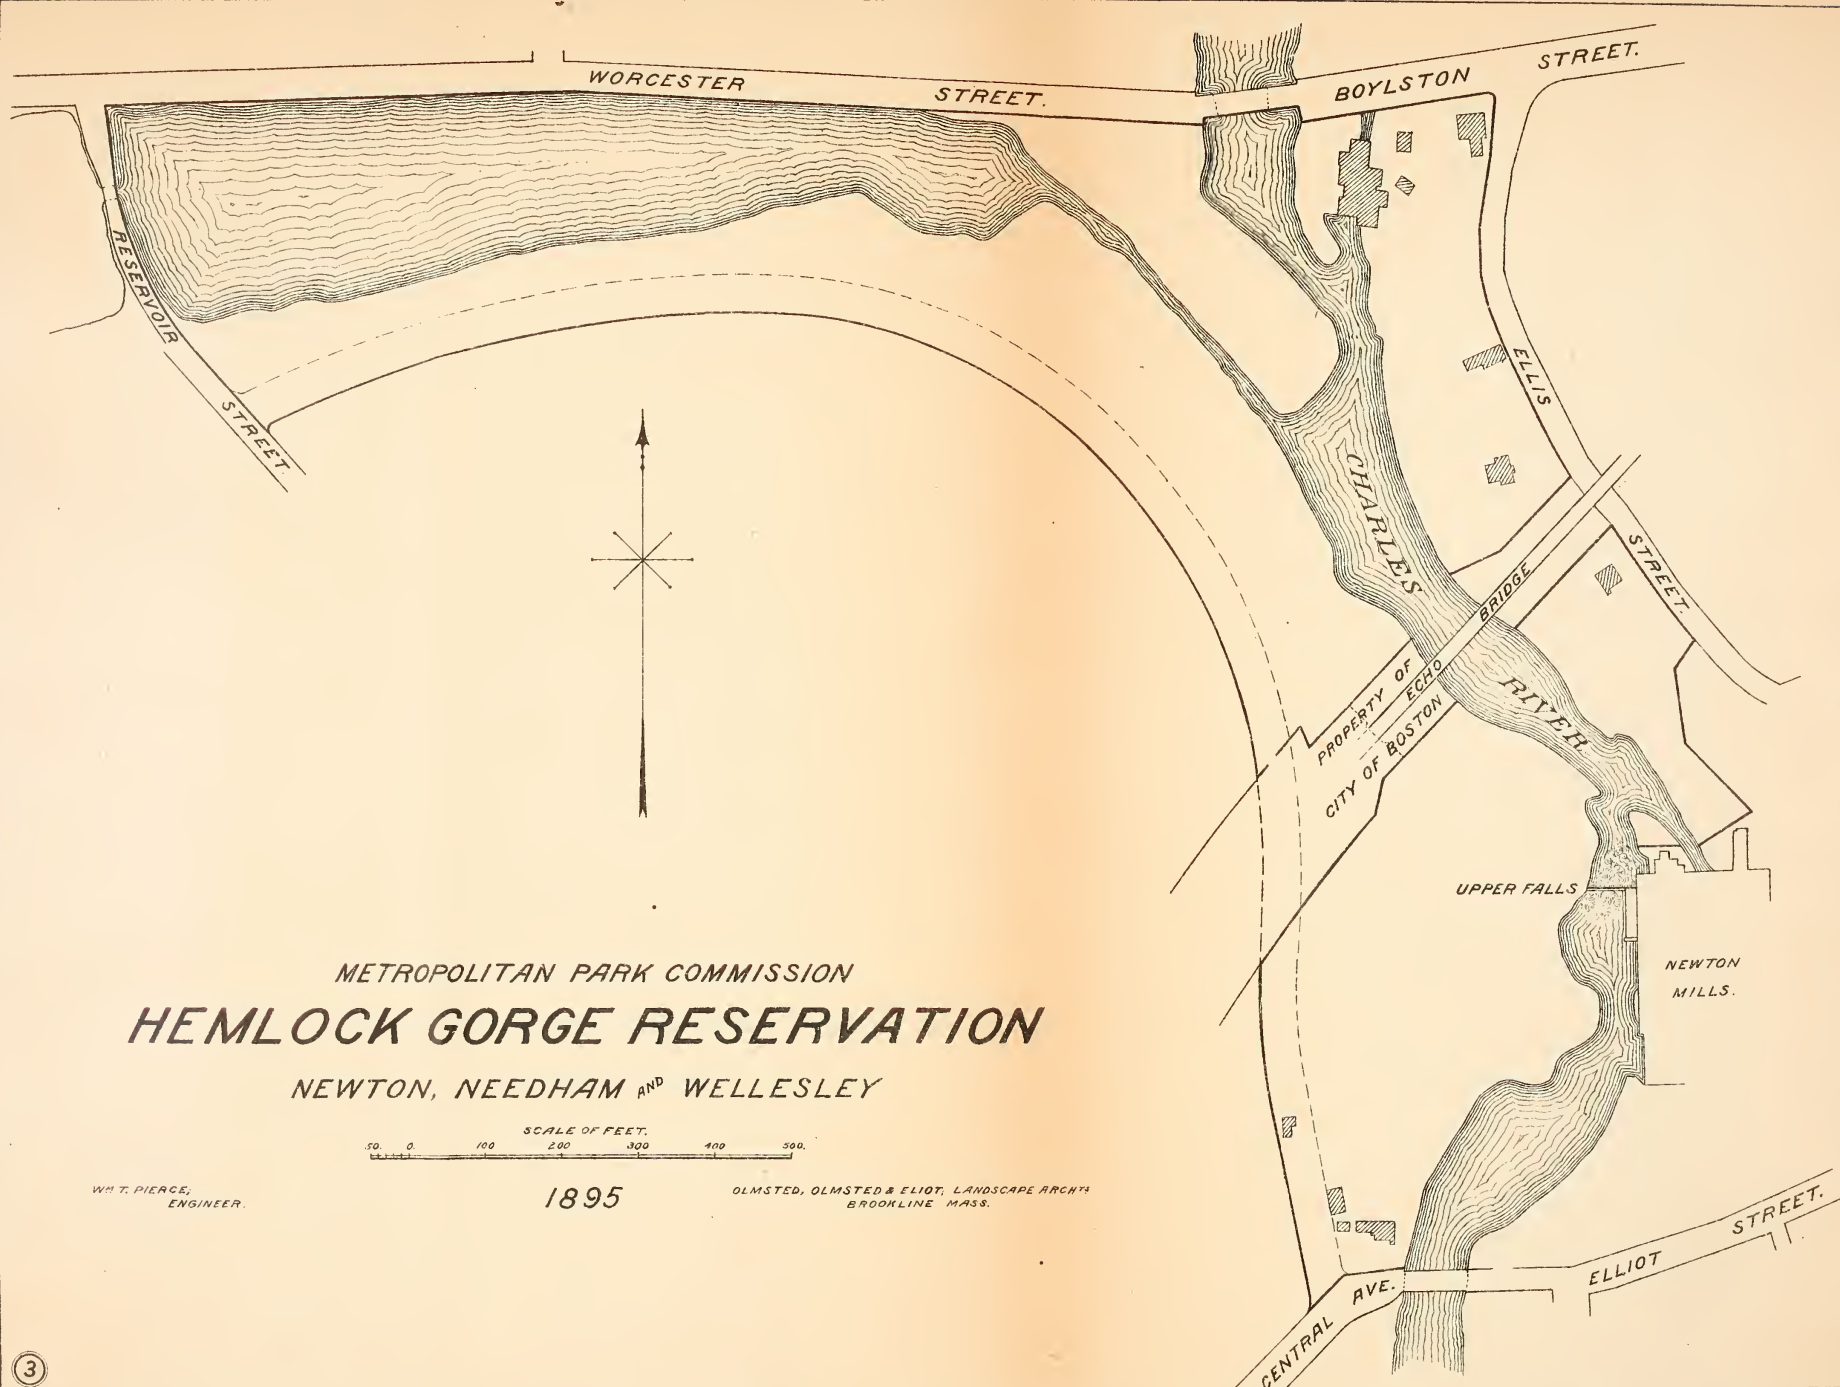 WORCESTER STREET.
BOYLSTON STREET.
RESERVOIR STREET.
ELLIS STREET.
CHARLES RIVER
ECHO BRIDGE
PROPERTY OF
CITY OF BOSTON
UPPER FALLS
NEWTON
MILLS.
METROPOLITAN PARK COMMISSION
HEMLOCK GORGE RESERVATION
NEWTON, NEEDHAM AND WELLESLEY
SCALE OF FEET.
50. 0. 100 200 300 400 500.
WM T. PIERCE,
ENGINEER.
1895
OLMSTED, OLMSTED & ELIOT, LANDSCAPE ARCHTS
BROOKLINE MASS.
CENTRAL AVE.
ELLIOT STREET.
3